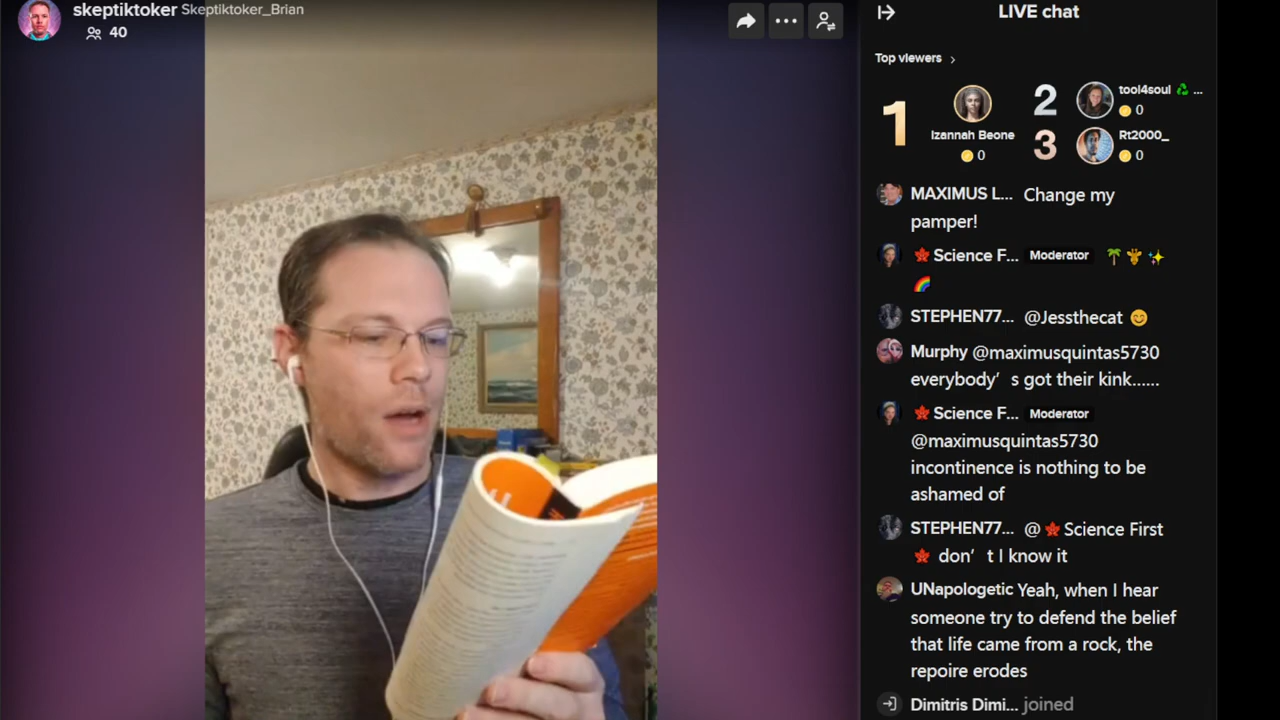 skeptiktoker Skeptiktoker_Brian
40
LIVE chat
Top viewers
1
Izannah Beone
0
2
tool4soul ♻ ...
0
3
Rt2000_
0
MAXIMUS L... Change my
pamper!
🍁 Science F... Moderator 🌴🦒✨
🌈
STEPHEN77... @Jessthecat 😊
Murphy @maximusquintas5730
everybody’s got their kink......
🍁 Science F... Moderator
@maximusquintas5730
incontinence is nothing to be
ashamed of
STEPHEN77... @🍁Science First
🍁 don’t I know it
UNapologetic Yeah, when I hear
someone try to defend the belief
that life came from a rock, the
repoire erodes
Dimitris Dimi... joined